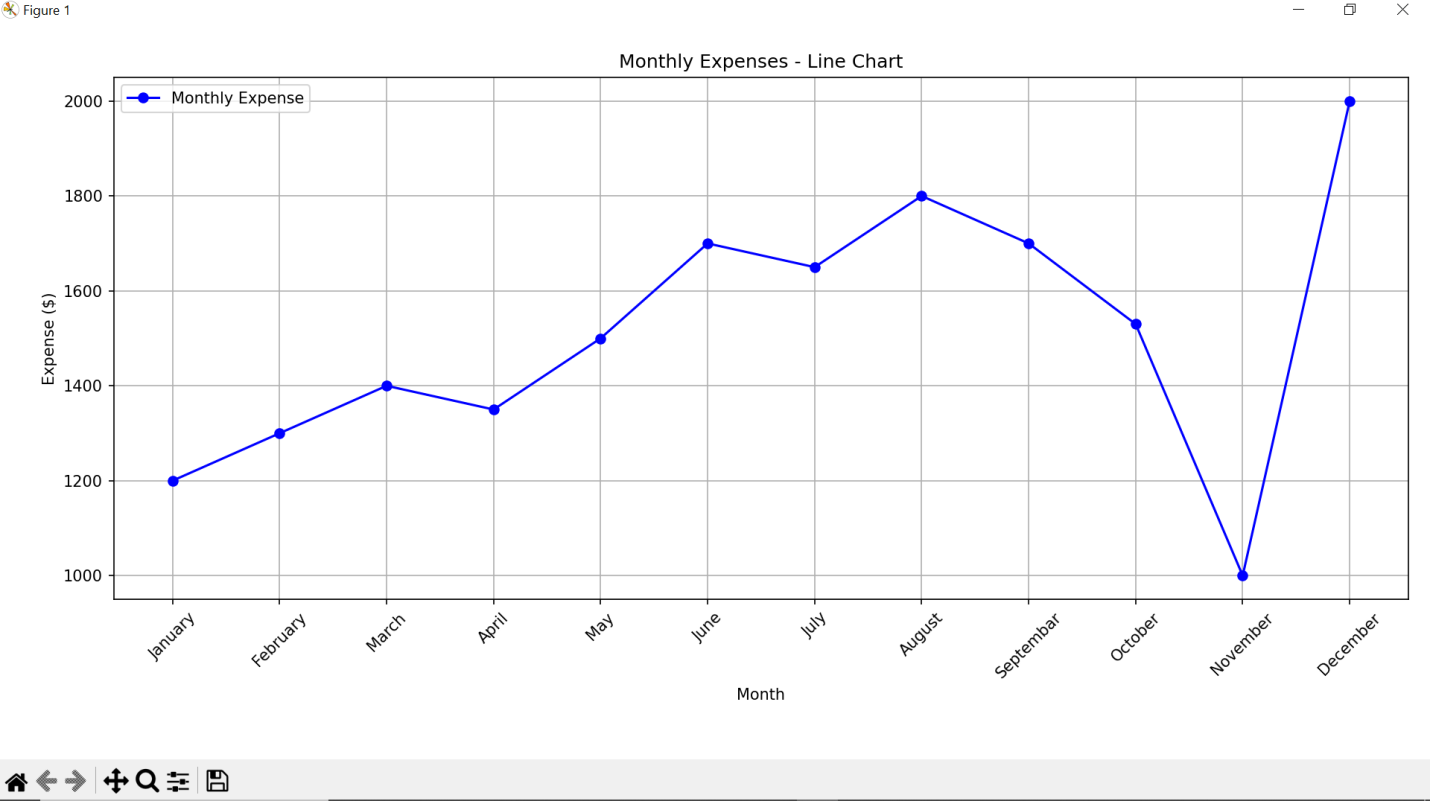 Figure 1
Monthly Expenses - Line Chart
Monthly Expense
2000
1800
1600
1400
1200
1000
Expense ($)
January
February
March
April
May
June
July
August
Septembar
October
November
December
Month